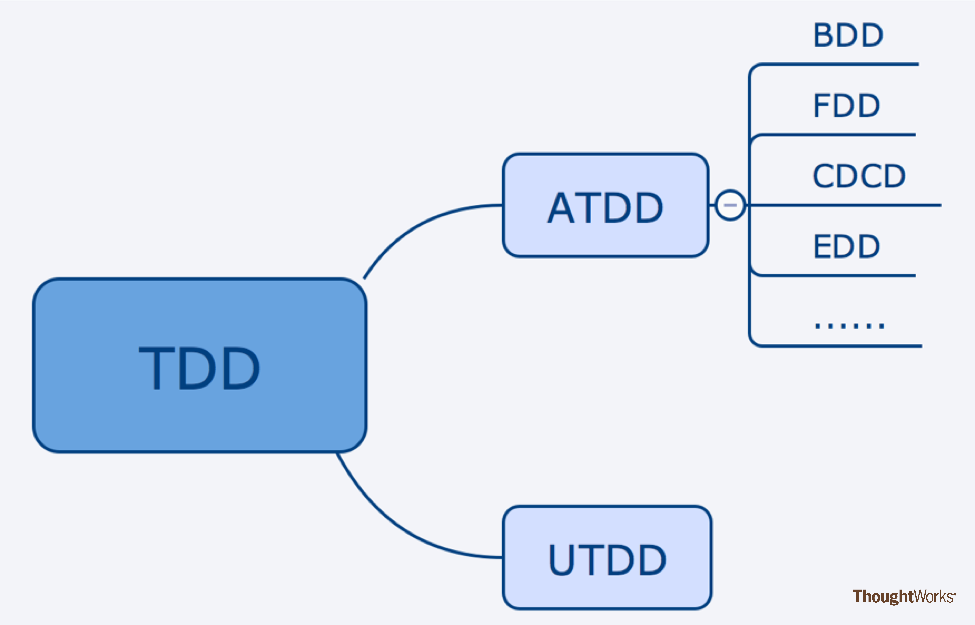 BDD
FDD
ATDD
CDCD
EDD
......
TDD
UTDD
ThoughtWorks